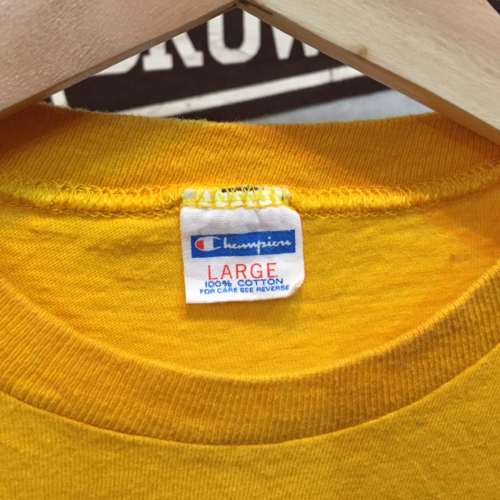 Champion
LARGE
100% COTTON
FOR CARE SEE REVERSE